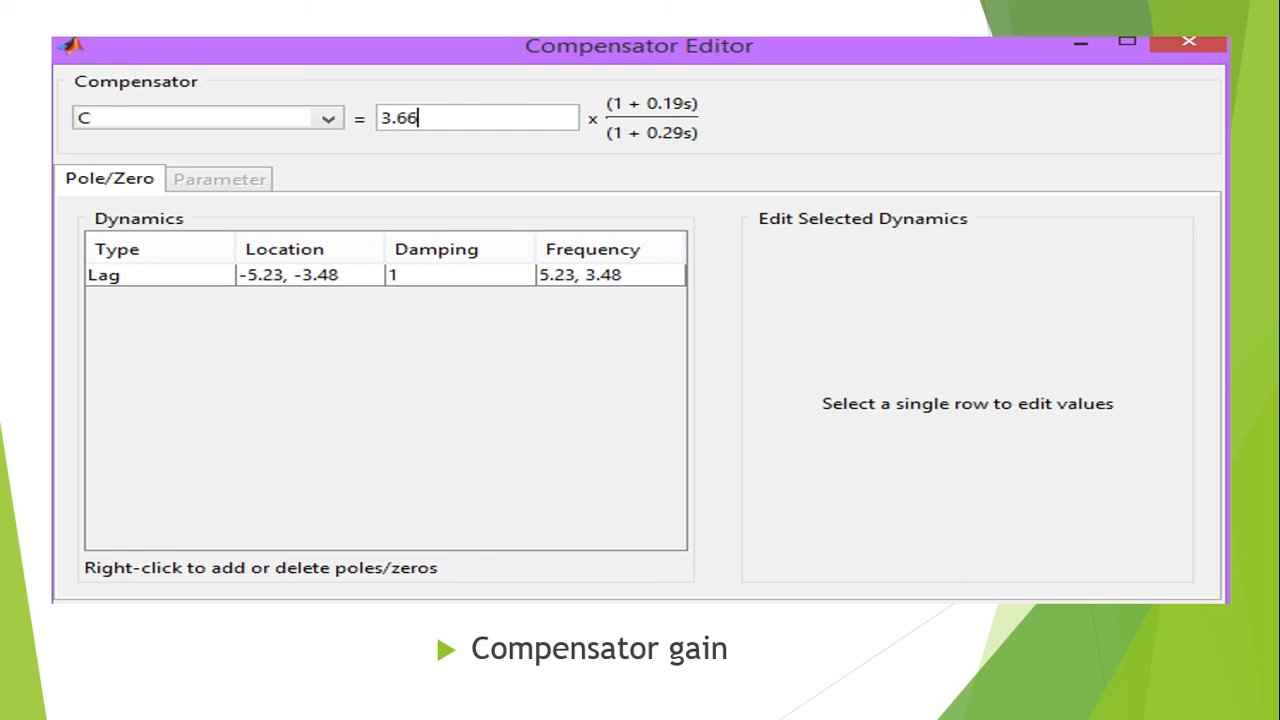 Compensator Editor
Compensator
C = 3.66 x (1 + 0.19s)
(1 + 0.29s)
Pole/Zero Parameter
Dynamics
Type Location Damping Frequency
Lag -5.23, -3.48 1 5.23, 3.48
Right-click to add or delete poles/zeros
Edit Selected Dynamics
Select a single row to edit values
Compensator gain